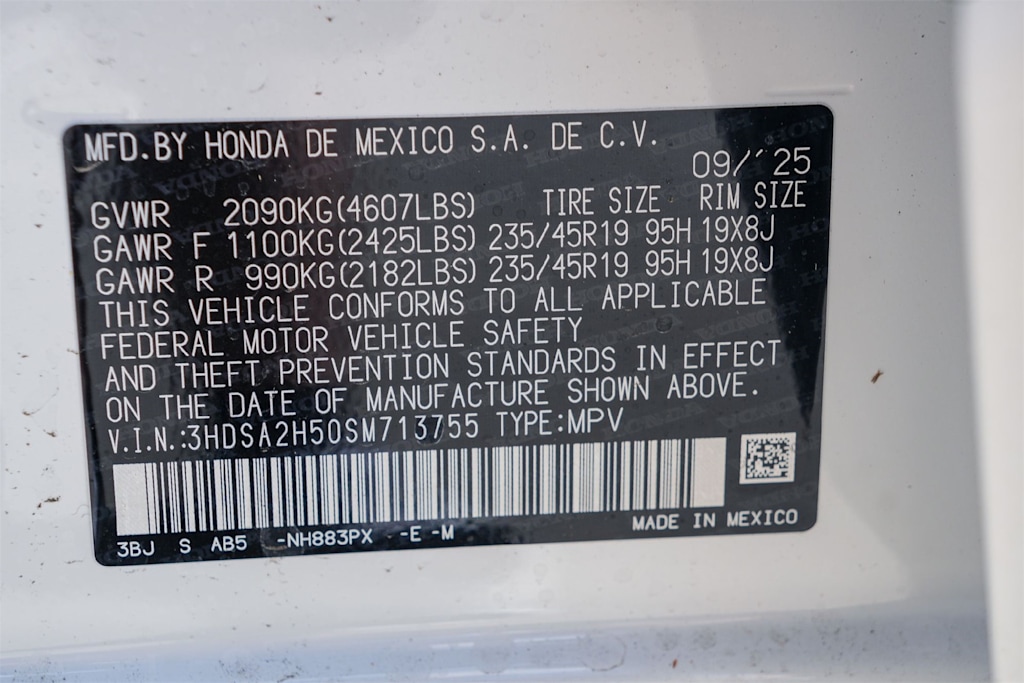 MFD.BY HONDA DE MEXICO S.A. DE C.V.
09/´25
GVWR 2090KG(4607LBS) TIRE SIZE RIM SIZE
GAWR F 1100KG(2425LBS) 235/45R19 95H 19X8J
GAWR R 990KG(2182LBS) 235/45R19 95H 19X8J
THIS VEHICLE CONFORMS TO ALL APPLICABLE
FEDERAL MOTOR VEHICLE SAFETY
AND THEFT PREVENTION STANDARDS IN EFFECT
ON THE DATE OF MANUFACTURE SHOWN ABOVE.
V.I.N.:3HDSA2H50SM713755 TYPE:MPV
3BJ S AB5 -NH883PX -E -M
MADE IN MEXICO